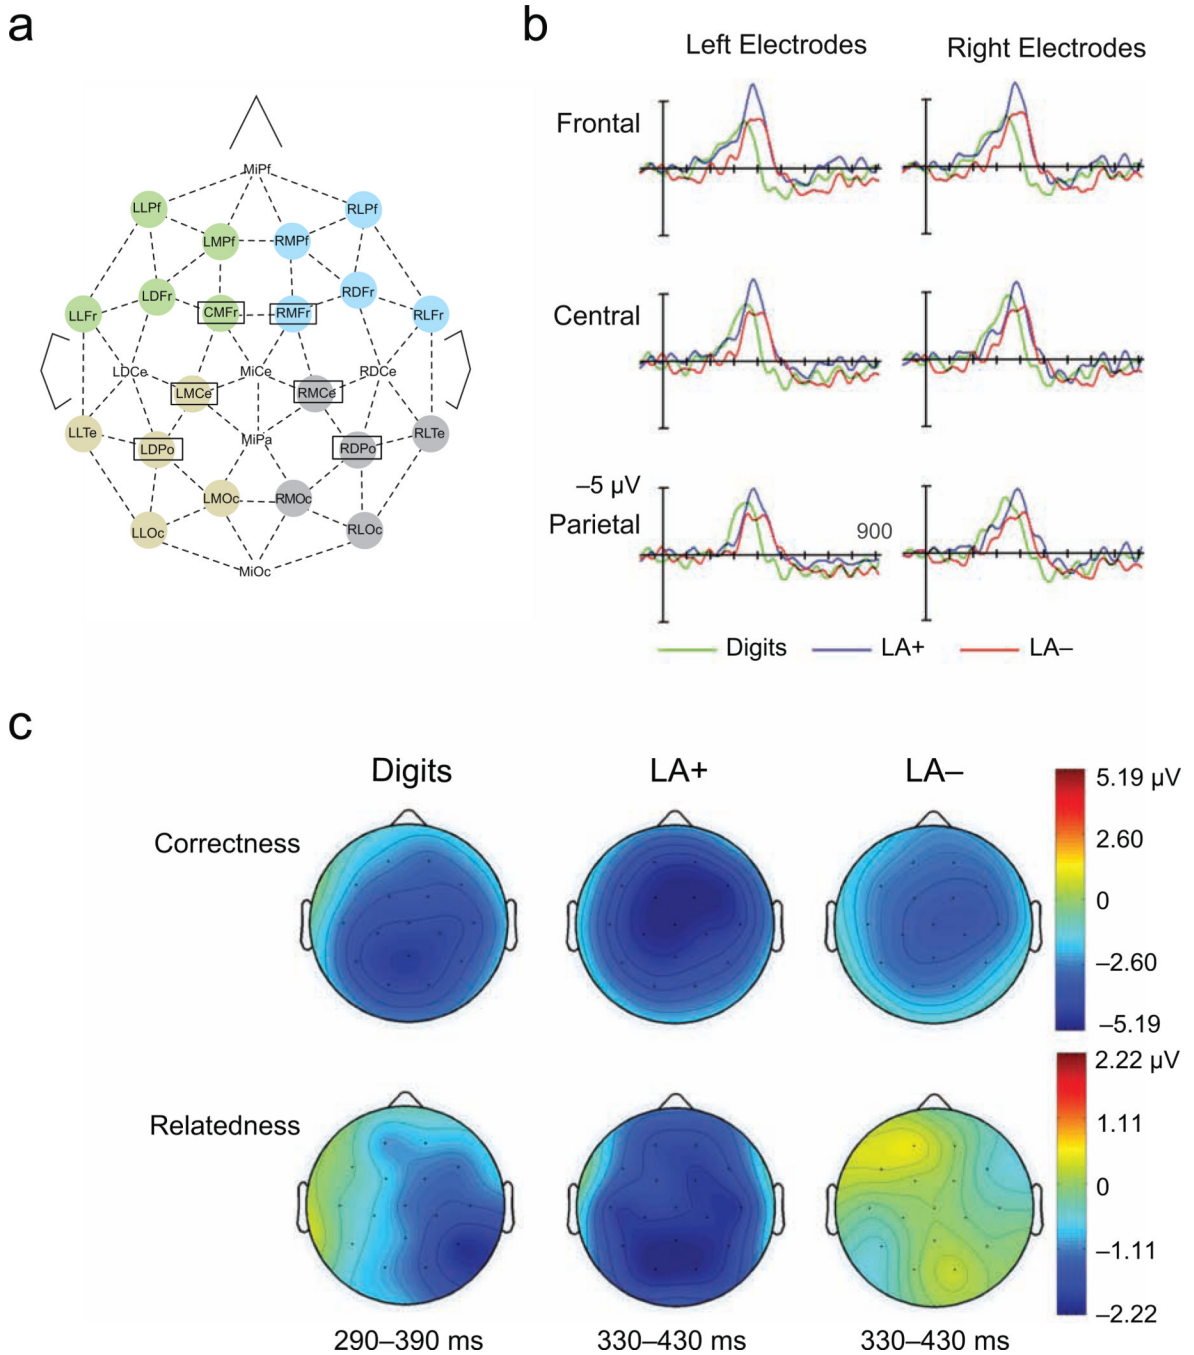 a
MiPf
LLPf
RLPf
LMPf
RMPf
LDFr
RDFr
LLFr
CMFr
RMFr
RLFr
LDCe
MiCe
RDCe
LMCe
RMCe
LLTe
LDPo
MiPa
RDPo
RLTe
LMOc
RMOc
LLOc
RLOc
MiOc
b
Left Electrodes
Right Electrodes
Frontal
Central
–5 µV
Parietal
900
Digits
LA+
LA–
c
Digits
LA+
LA–
Correctness
5.19 µV
2.60
0
–2.60
–5.19
Relatedness
2.22 µV
1.11
0
–1.11
–2.22
290–390 ms
330–430 ms
330–430 ms